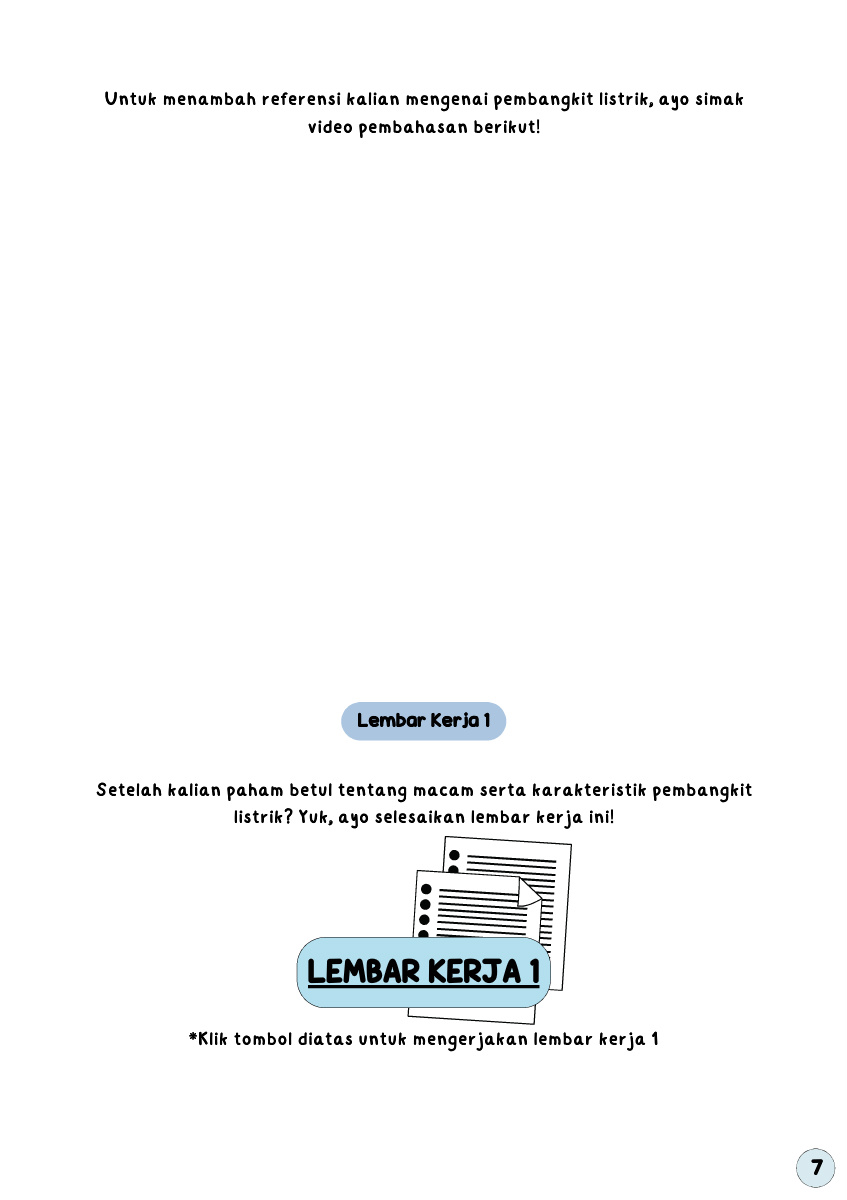 Untuk menambah referensi kalian mengenai pembangkit listrik, ayo simak
video pembahasan berikut!
Lembar Kerja 1
Setelah kalian paham betul tentang macam serta karakteristik pembangkit
listrik? Yuk, ayo selesaikan lembar kerja ini!
LEMBAR KERJA 1
*Klik tombol diatas untuk mengerjakan lembar kerja 1
7